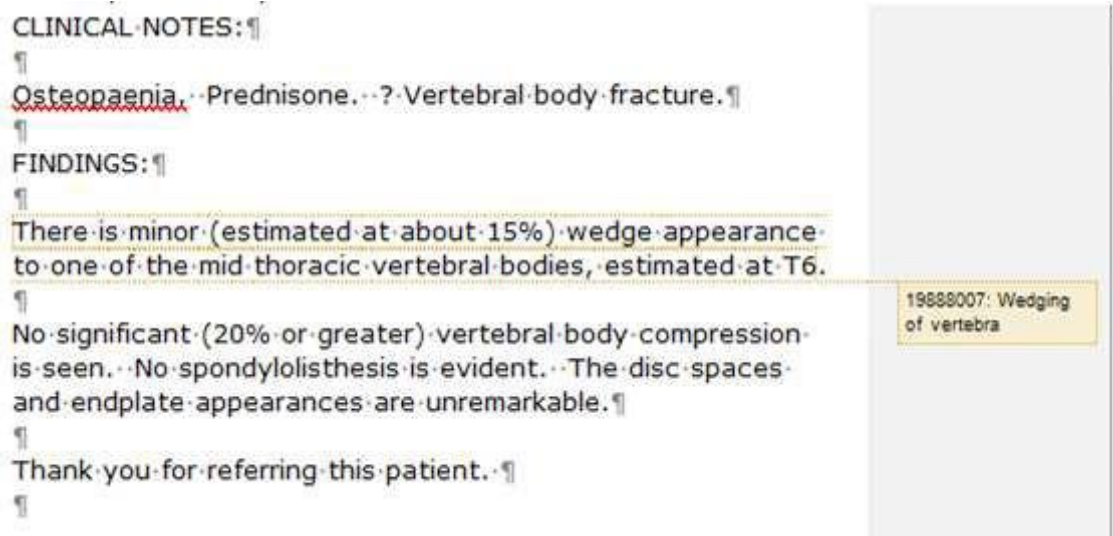 CLINICAL NOTES:¶
¶
Osteopaenia. Prednisone. ? Vertebral body fracture.¶
¶
FINDINGS:¶
¶
There is minor (estimated at about 15%) wedge appearance
to one of the mid thoracic vertebral bodies, estimated at T6.
¶
No significant (20% or greater) vertebral body compression
is seen. No spondylolisthesis is evident. The disc spaces
and endplate appearances are unremarkable.¶
¶
Thank you for referring this patient. ¶
¶
19888007: Wedging
of vertebra